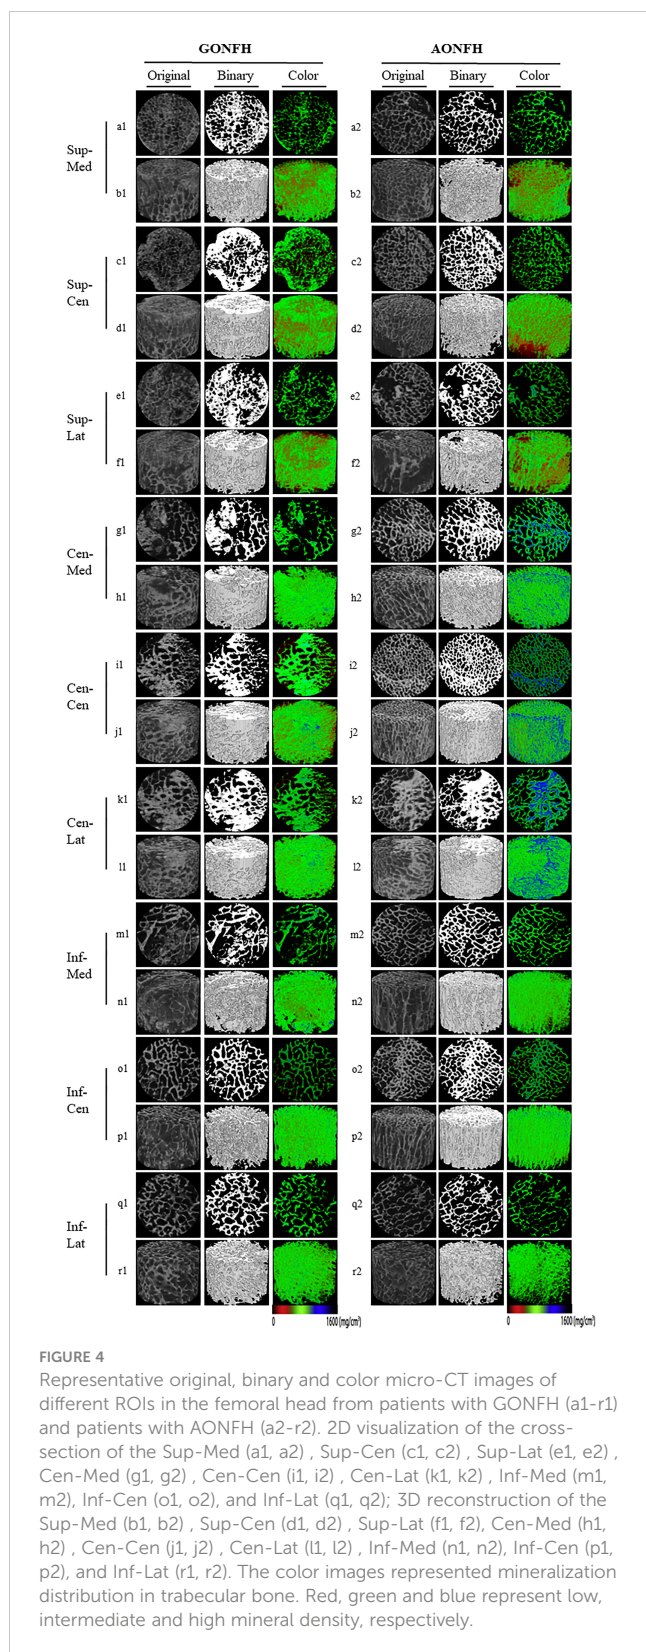 GONFH AONFH
Original Binary Color Original Binary Color
a1 a2
Sup-
Med
b1 b2
c1 c2
Sup-
Cen
d1 d2
e1 e2
Sup-
Lat
f1 f2
g1 g2
Cen-
Med
h1 h2
i1 i2
Cen-
Cen
j1 j2
k1 k2
Cen-
Lat
l1 l2
m1 m2
Inf-
Med
n1 n2
o1 o2
Inf-
Cen
p1 p2
q1 q2
Inf-
Lat
r1 r2
0 1600 (mg/cm³) 0 1600 (mg/cm³)
FIGURE 4
Representative original, binary and color micro-CT images of
different ROIs in the femoral head from patients with GONFH (a1-r1)
and patients with AONFH (a2-r2). 2D visualization of the cross-
section of the Sup-Med (a1, a2) , Sup-Cen (c1, c2) , Sup-Lat (e1, e2) ,
Cen-Med (g1, g2) , Cen-Cen (i1, i2) , Cen-Lat (k1, k2) , Inf-Med (m1,
m2), Inf-Cen (o1, o2), and Inf-Lat (q1, q2); 3D reconstruction of the
Sup-Med (b1, b2) , Sup-Cen (d1, d2) , Sup-Lat (f1, f2), Cen-Med (h1,
h2) , Cen-Cen (j1, j2) , Cen-Lat (l1, l2) , Inf-Med (n1, n2), Inf-Cen (p1,
p2), and Inf-Lat (r1, r2). The color images represented mineralization
distribution in trabecular bone. Red, green and blue represent low,
intermediate and high mineral density, respectively.